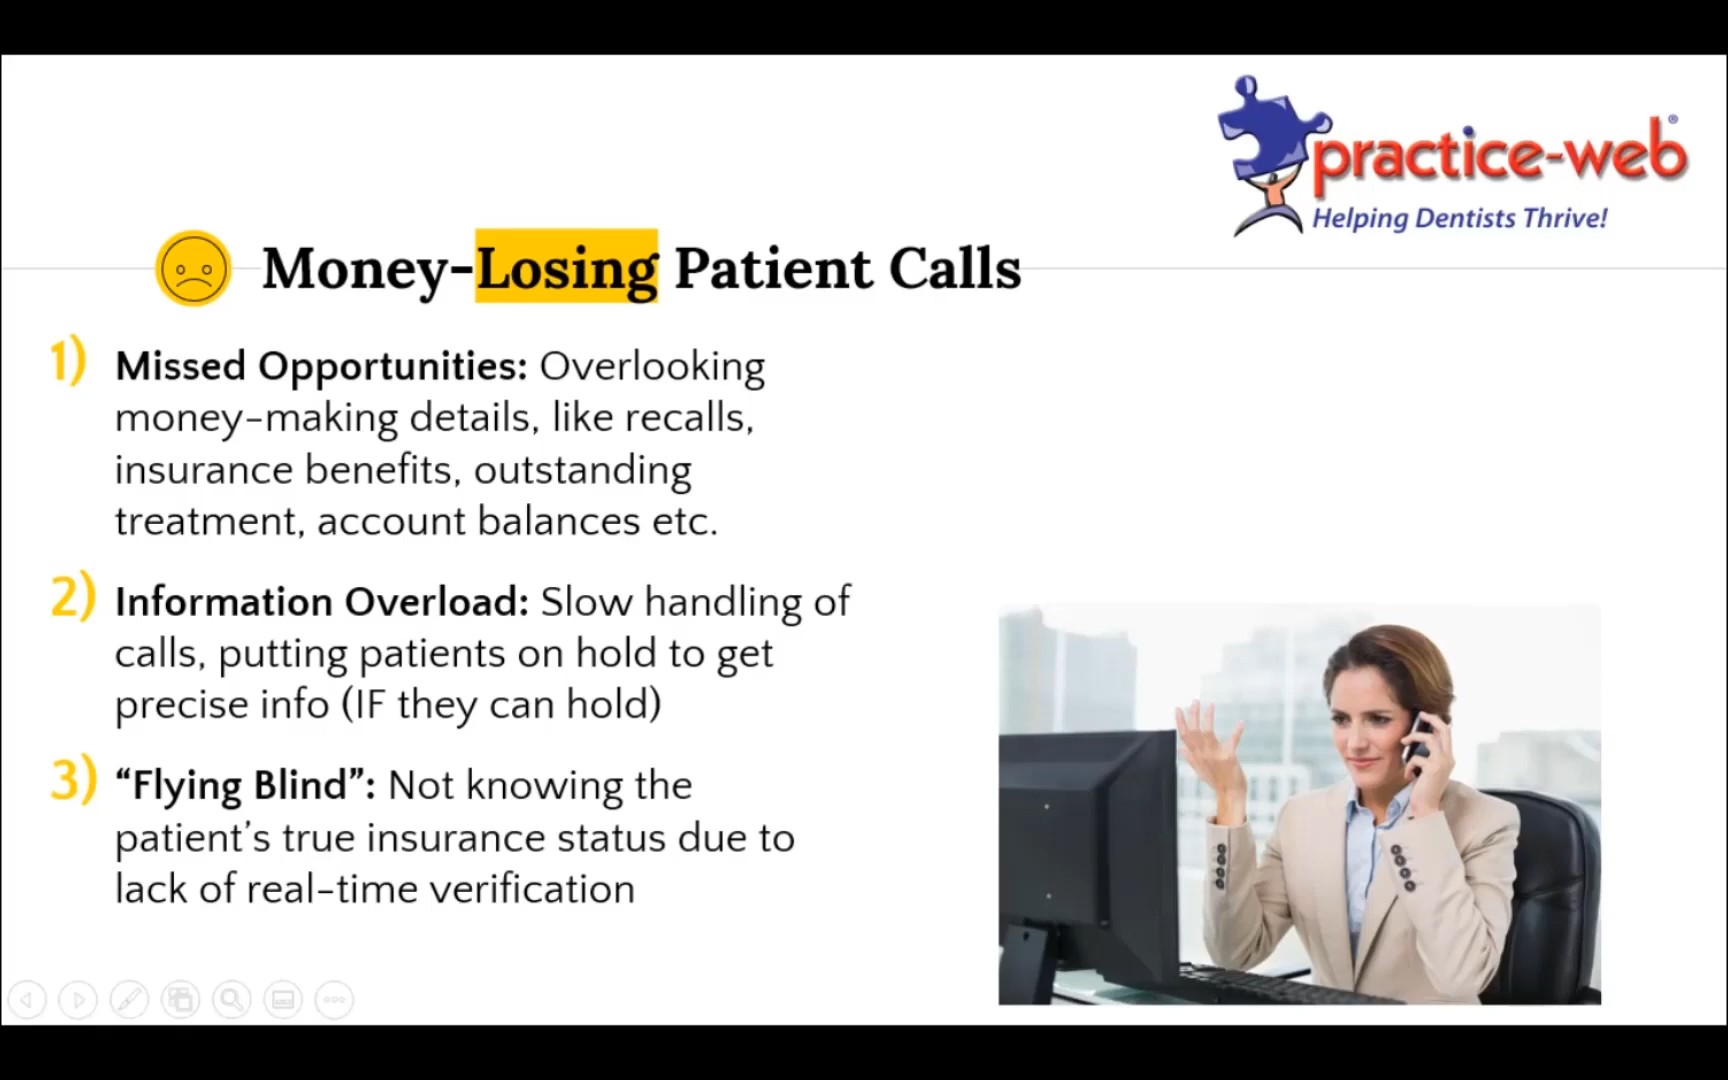 practice-web®
Helping Dentists Thrive!
Money-Losing Patient Calls
1) Missed Opportunities: Overlooking
money-making details, like recalls,
insurance benefits, outstanding
treatment, account balances etc.
2) Information Overload: Slow handling of
calls, putting patients on hold to get
precise info (IF they can hold)
3) “Flying Blind”: Not knowing the
patient’s true insurance status due to
lack of real-time verification